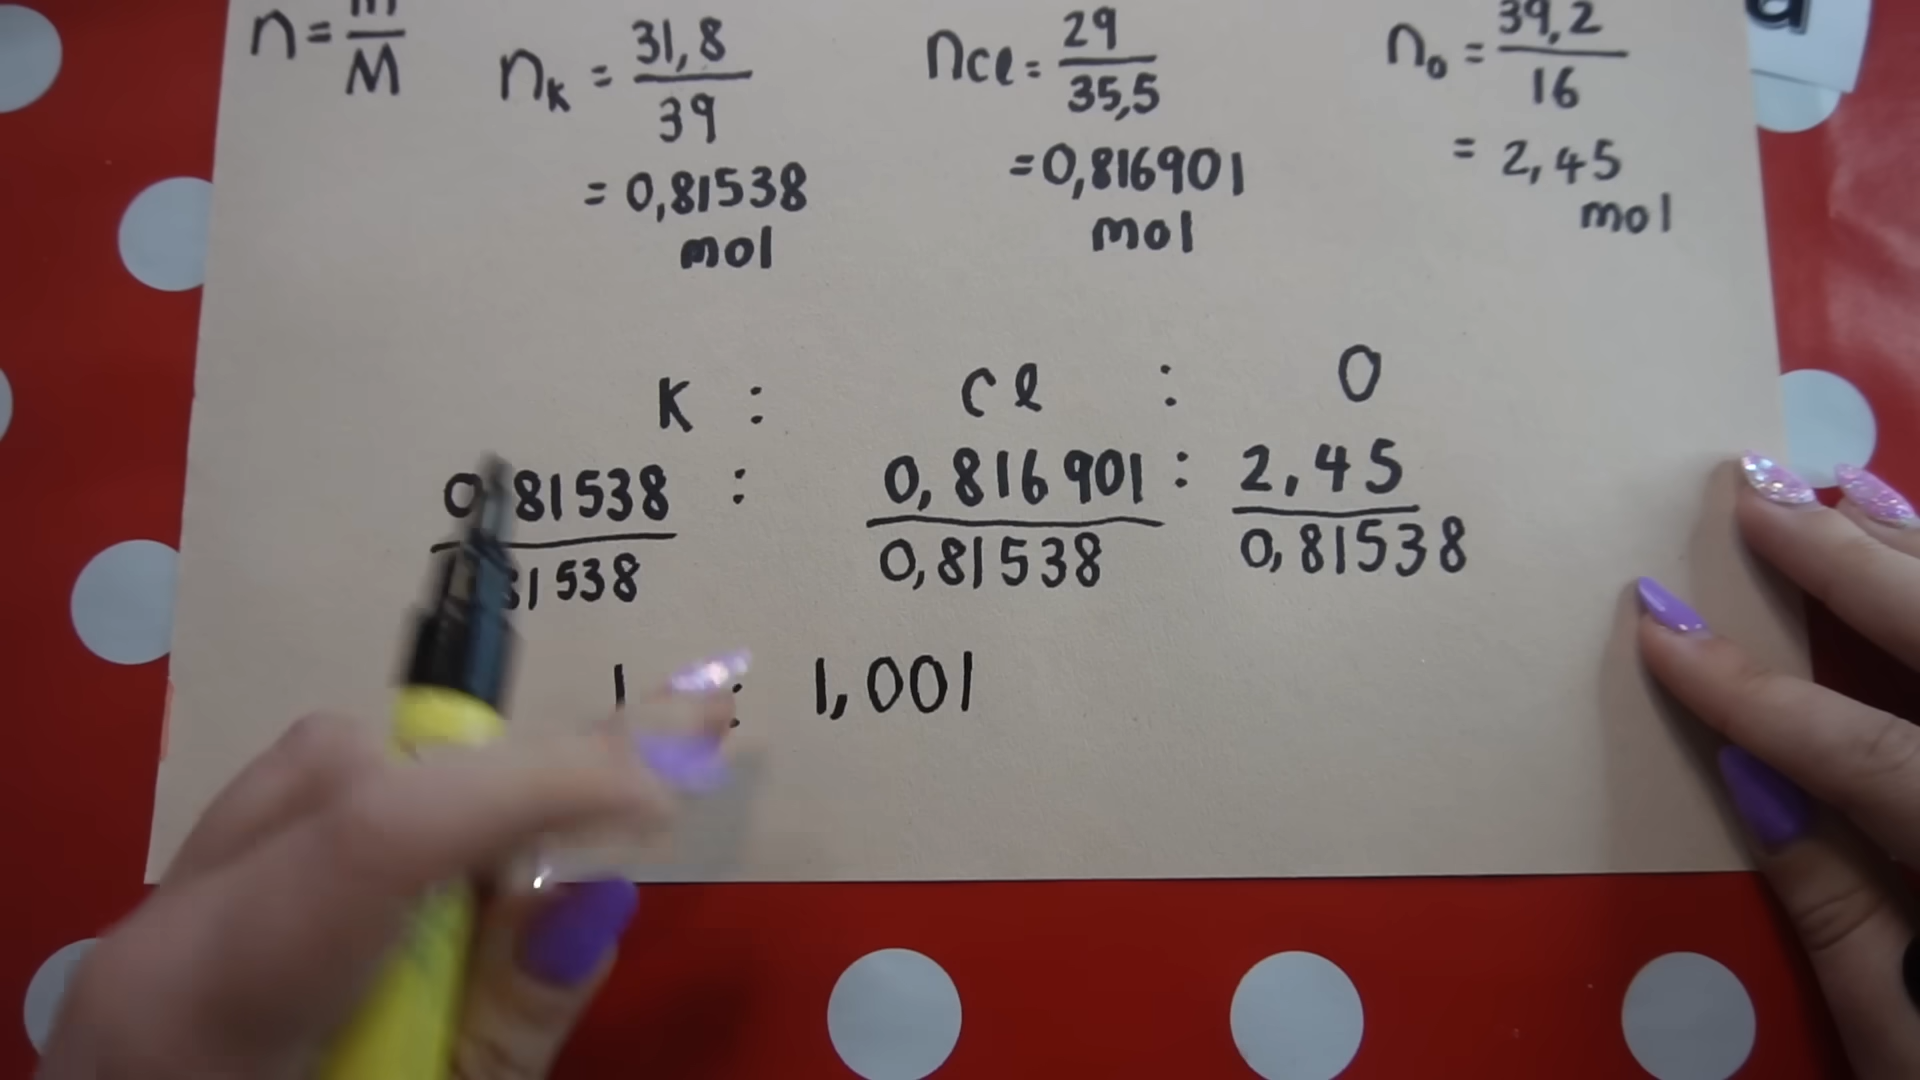 n = m/M
nK = 31,8/39
= 0,81538
mol
nCl = 29/35,5
= 0,816901
mol
nO = 39,2/16
= 2,45
mol
K : Cl : O
0,81538 : 0,816901 : 2,45
81538 0,81538 0,81538
1 : 1,001